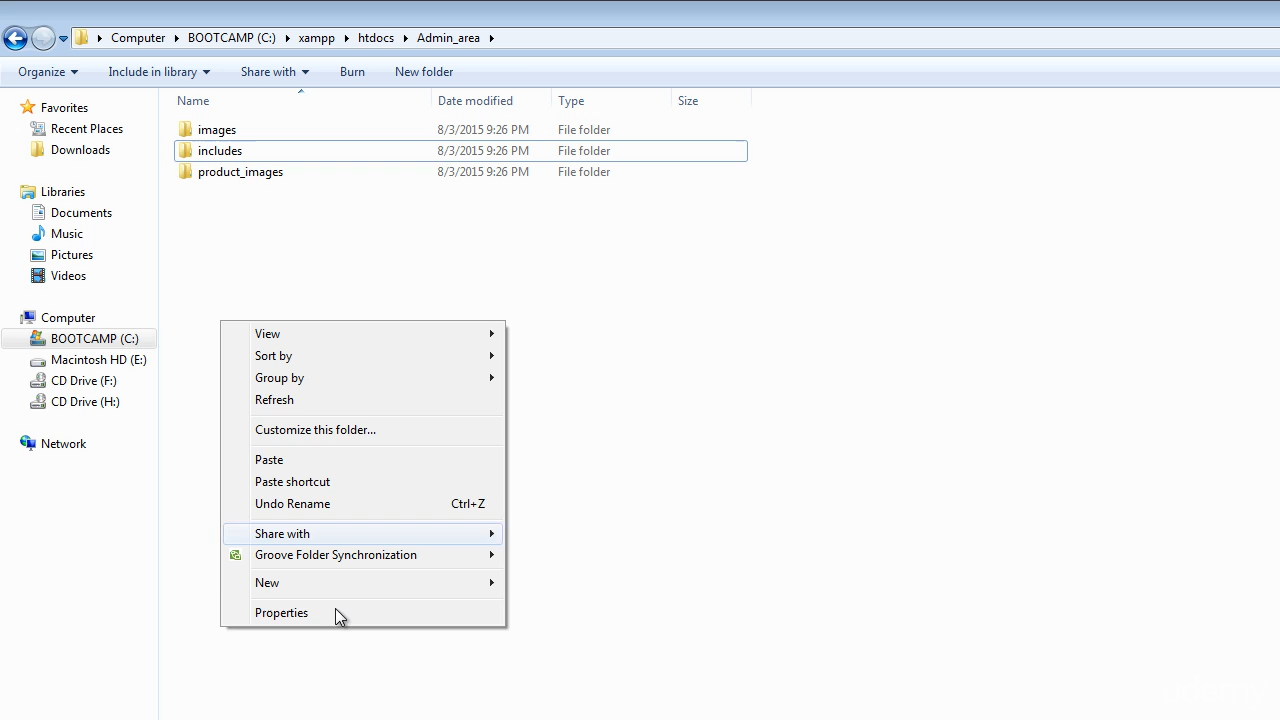 Computer BOOTCAMP (C:) xampp htdocs Admin_area
Organize Include in library Share with Burn New folder
Name Date modified Type Size
Favorites
Recent Places
Downloads
Libraries
Documents
Music
Pictures
Videos
Computer
BOOTCAMP (C:)
Macintosh HD (E:)
CD Drive (F:)
CD Drive (H:)
Network
images 8/3/2015 9:26 PM File folder
includes 8/3/2015 9:26 PM File folder
product_images 8/3/2015 9:26 PM File folder
View
Sort by
Group by
Refresh
Customize this folder...
Paste
Paste shortcut
Undo Rename Ctrl+Z
Share with
Groove Folder Synchronization
New
Properties